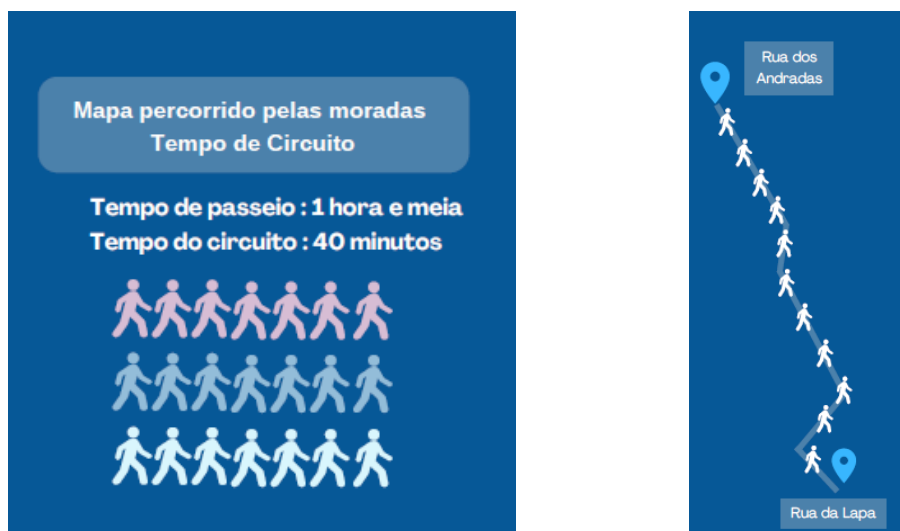 Mapa percorrido pelas moradas
Tempo de Circuito
Tempo de passeio : 1 hora e meia
Tempo do circuito : 40 minutos
Rua dos
Andradas
Rua da Lapa